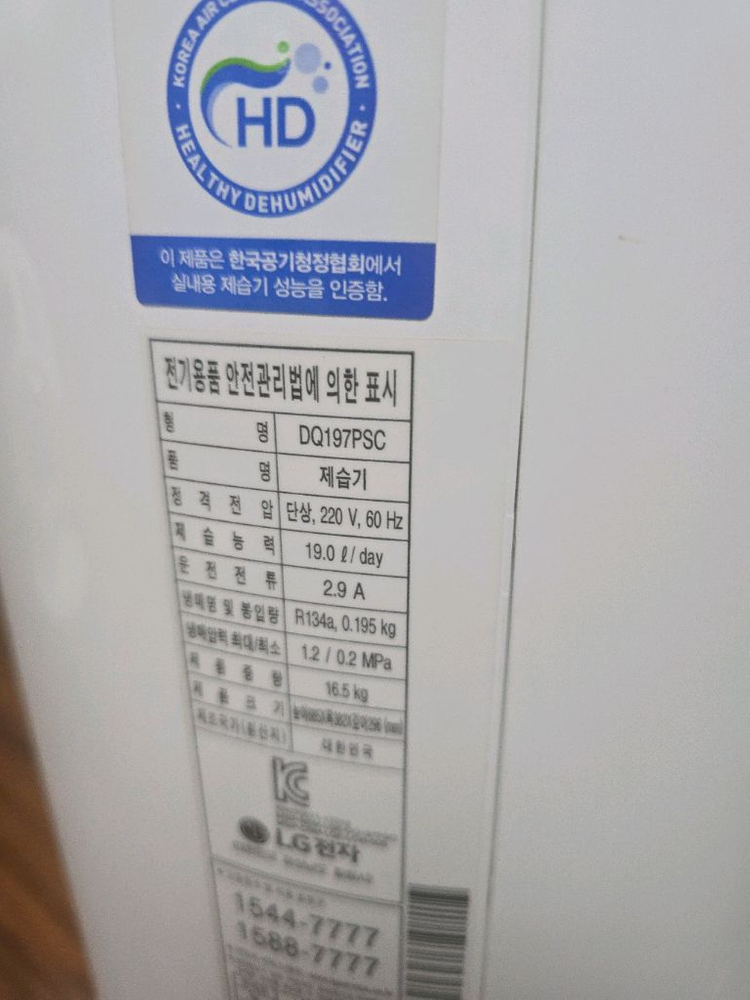 KOREA AIR CLEANING ASSOCIATION
HD
HEALTHY DEHUMIDIFIER
이 제품은 한국공기청정협회에서
실내용 제습기 성능을 인증함.
전기용품 안전관리법에 의한 표시
형 명 DQ197PSC
품 명 제습기
정 격 전 압 단상, 220 V, 60 Hz
제 습 능 력 19.0 ℓ/ day
운 전 전 류 2.9 A
냉매명 및 봉입량 R134a, 0.195 kg
냉매압력 최대/최소 1.2 / 0.2 MPa
제 품 중 량 16.5 kg
제 품 크 기
제조국가(원산지) 대한민국
LG전자
1544-7777
1588-7777